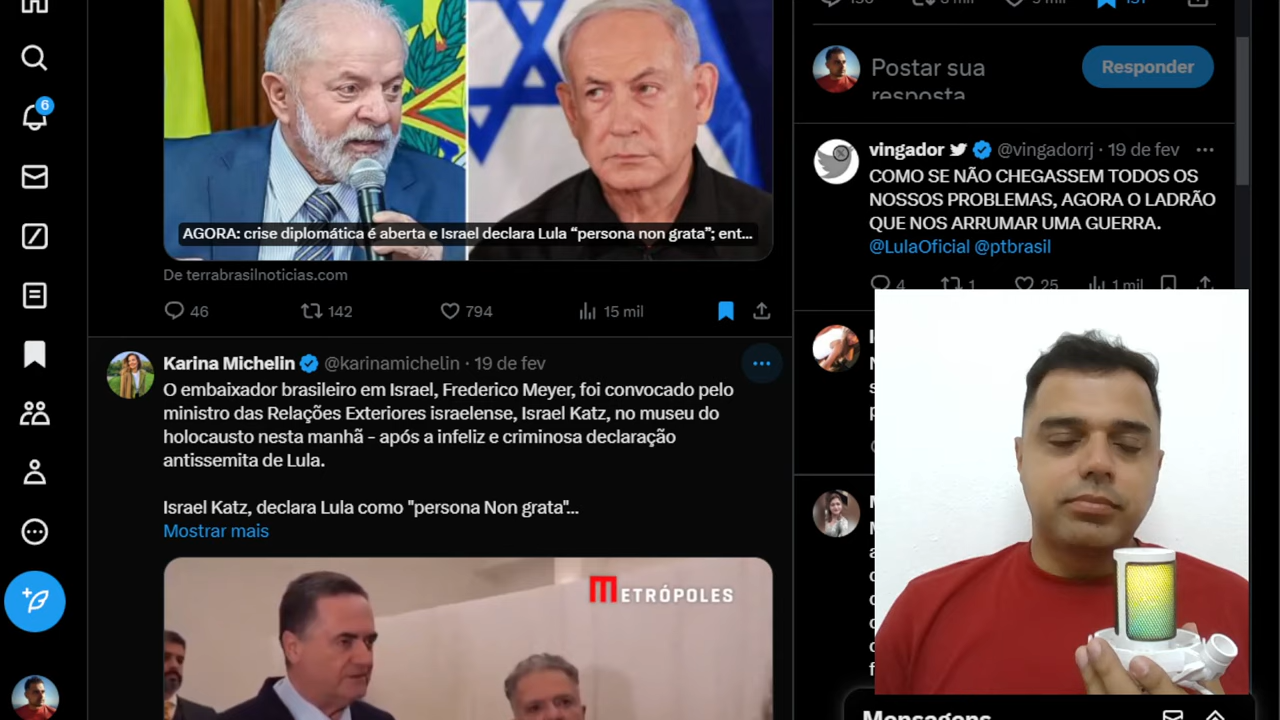 6
AGORA: crise diplomática é aberta e Israel declara Lula “persona non grata”; ent...
De terrabrasilnoticias.com
46
142
794
15 mil
Karina Michelin @karinamichelin · 19 de fev
O embaixador brasileiro em Israel, Frederico Meyer, foi convocado pelo
ministro das Relações Exteriores israelense, Israel Katz, no museu do
holocausto nesta manhã - após a infeliz e criminosa declaração
antissemita de Lula.
Israel Katz, declara Lula como "persona Non grata"...
Mostrar mais
METRÓPOLES
Postar sua
resposta
Responder
vingador @vingadorrj · 19 de fev
COMO SE NÃO CHEGASSEM TODOS OS
NOSSOS PROBLEMAS, AGORA O LADRÃO
QUE NOS ARRUMAR UMA GUERRA.
@LulaOficial @ptbrasil
4
1
25
1 mil
Mensagens